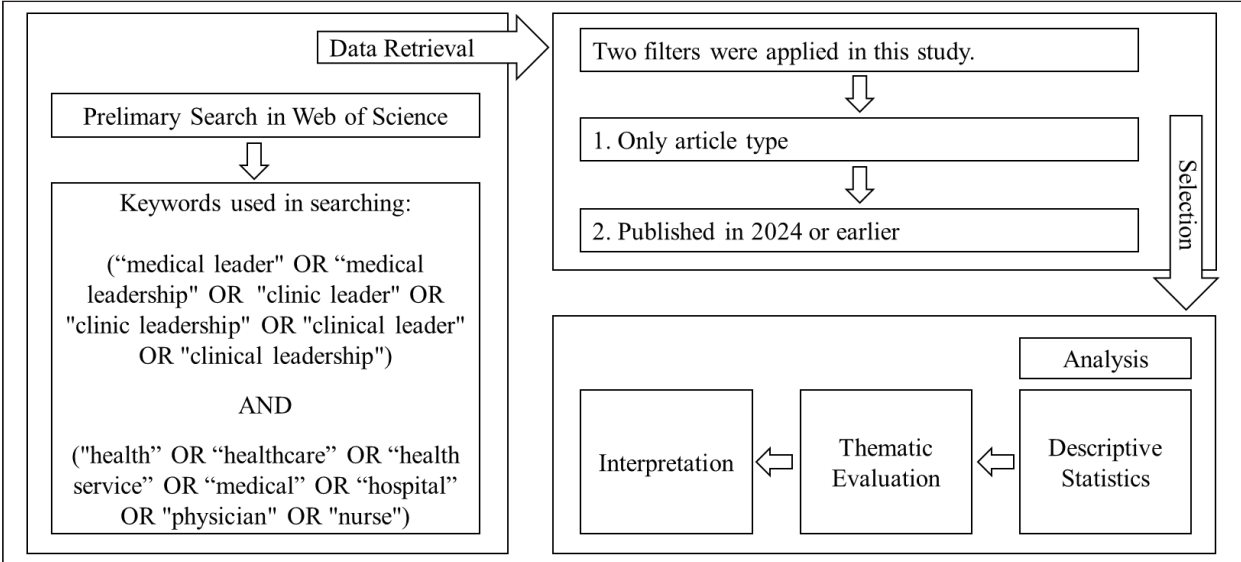 Data Retrieval
Prelimary Search in Web of Science
Keywords used in searching:
(“medical leader" OR “medical
leadership" OR "clinic leader" OR
"clinic leadership" OR "clinical leader"
OR "clinical leadership")
AND
("health” OR “healthcare” OR “health
service” OR “medical” OR “hospital”
OR "physician" OR "nurse")
Two filters were applied in this study.
1. Only article type
2. Published in 2024 or earlier
Selection
Analysis
Descriptive
Statistics
Thematic
Evaluation
Interpretation